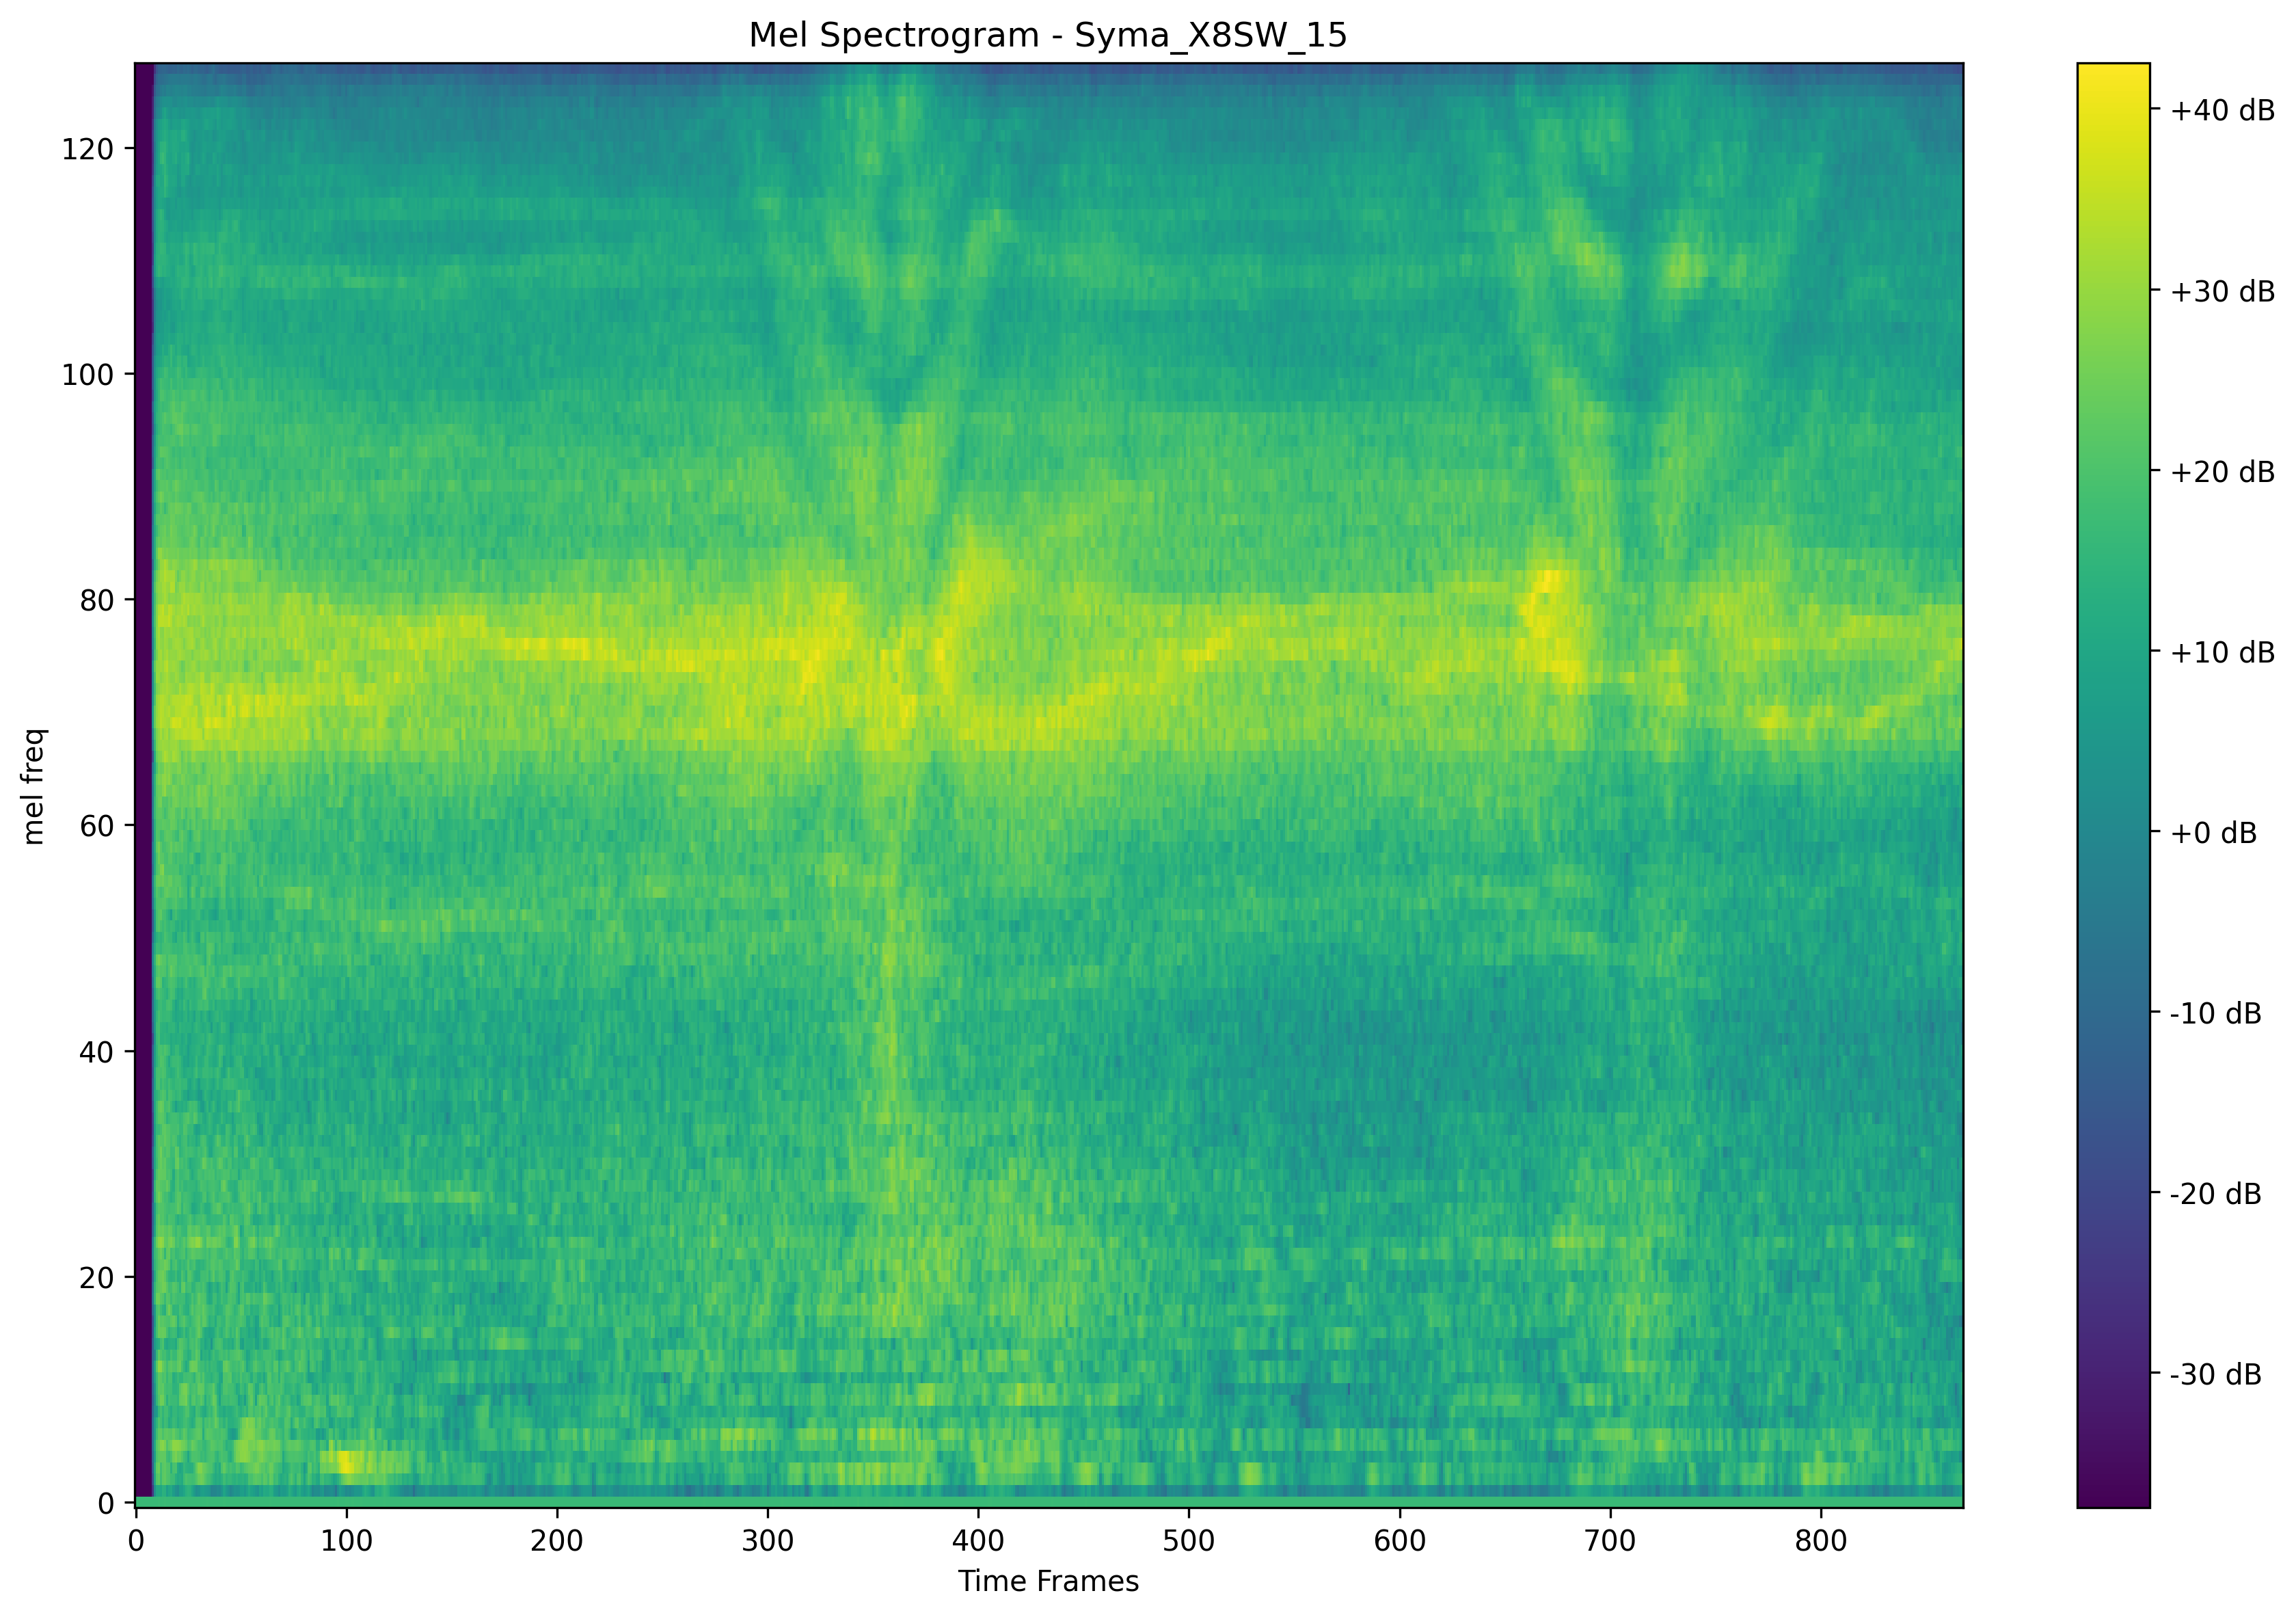 Mel Spectrogram - Syma_X8SW_15
mel freq
120
100
80
60
40
20
0
0 100 200 300 400 500 600 700 800
Time Frames
+40 dB
+30 dB
+20 dB
+10 dB
+0 dB
-10 dB
-20 dB
-30 dB